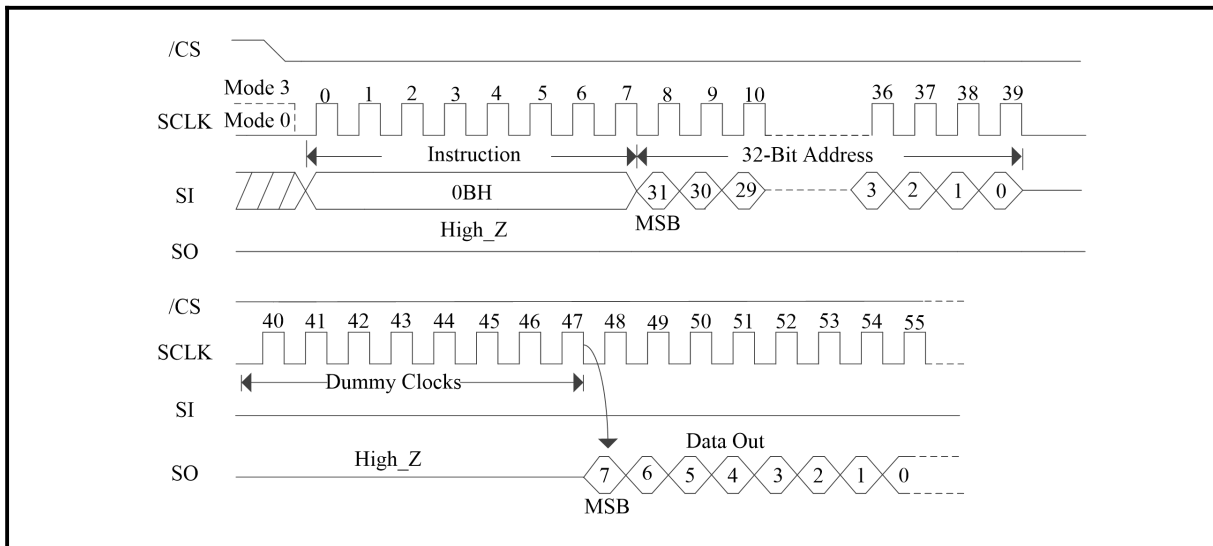 /CS
Mode 3
Mode 0
SCLK
0 1 2 3 4 5 6 7 8 9 10 36 37 38 39
Instruction 32-Bit Address
SI
0BH 31 30 29 3 2 1 0
MSB
High_Z
SO
/CS
40 41 42 43 44 45 46 47 48 49 50 51 52 53 54 55
SCLK
Dummy Clocks
SI
Data Out
High_Z
SO
7 6 5 4 3 2 1 0
MSB